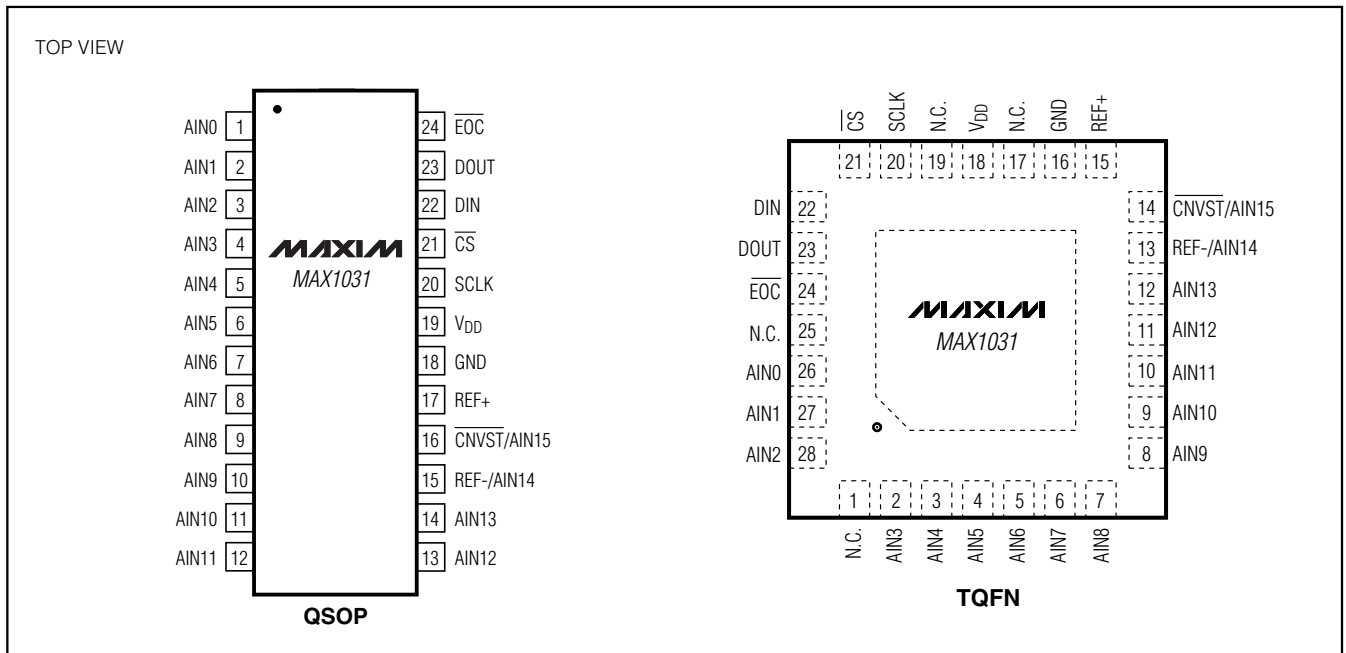 TOP VIEW
AIN0 1
AIN1 2
AIN2 3
AIN3 4
AIN4 5
AIN5 6
AIN6 7
AIN7 8
AIN8 9
AIN9 10
AIN10 11
AIN11 12
MAXIM
MAX1031
24 EOC
23 DOUT
22 DIN
21 CS
20 SCLK
19 VDD
18 GND
17 REF+
16 CNVST/AIN15
15 REF-/AIN14
14 AIN13
13 AIN12
QSOP
CS SCLK N.C. VDD N.C. GND REF+
21 20 19 18 17 16 15
DIN 22
DOUT 23
EOC 24
N.C. 25
AIN0 26
AIN1 27
AIN2 28
MAXIM
MAX1031
14 CNVST/AIN15
13 REF-/AIN14
12 AIN13
11 AIN12
10 AIN11
9 AIN10
8 AIN9
1 2 3 4 5 6 7
N.C. AIN3 AIN4 AIN5 AIN6 AIN7 AIN8
TQFN